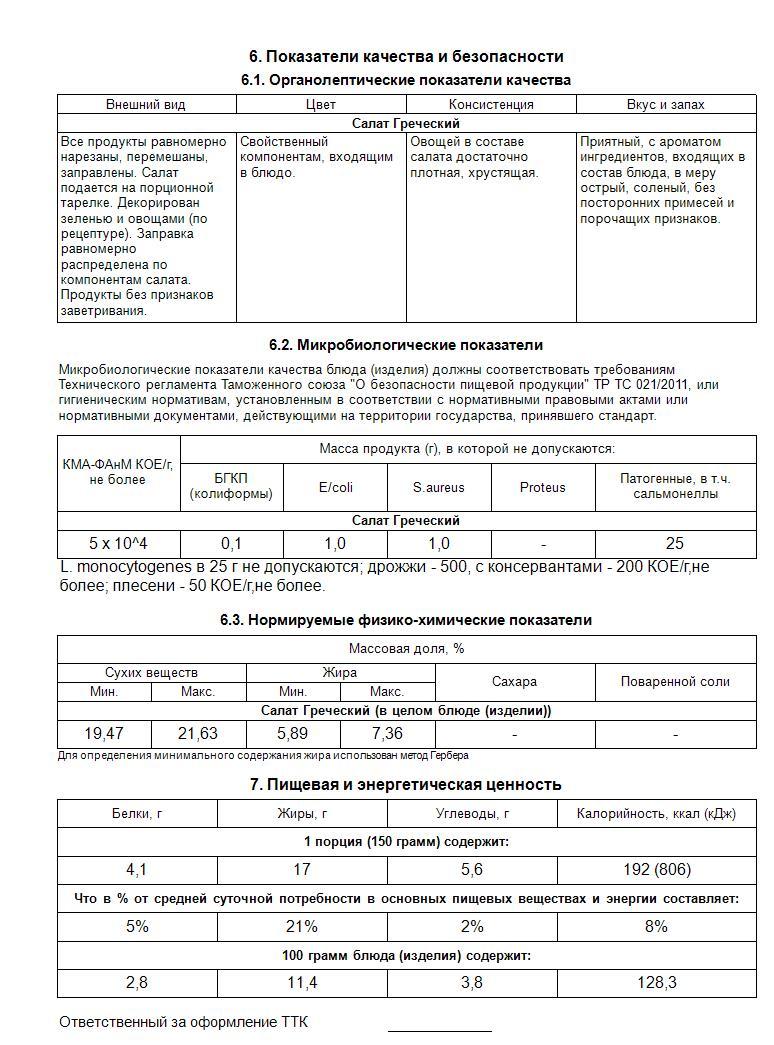 6. Показатели качества и безопасности
6.1. Органолептические показатели качества
Внешний вид
Цвет
Консистенция
Вкус и запах
Салат Греческий
Все продукты равномерно
нарезаны, перемешаны,
заправлены. Салат
подается на порционной
тарелке. Декорирован
зеленью и овощами (по
рецептуре). Заправка
равномерно
распределена по
компонентам салата.
Продукты без признаков
заветривания.
Свойственный
компонентам, входящим
в блюдо.
Овощей в составе
салата достаточно
плотная, хрустящая.
Приятный, с ароматом
ингредиентов, входящих в
состав блюда, в меру
острый, соленый, без
посторонних примесей и
порочащих признаков.
6.2. Микробиологические показатели
Микробиологические показатели качества блюда (изделия) должны соответствовать требованиям
Технического регламента Таможенного союза "О безопасности пищевой продукции" ТР ТС 021/2011, или
гигиеническим нормативам, установленным в соответствии с нормативными правовыми актами или
нормативными документами, действующими на территории государства, принявшего стандарт.
КМА-ФАнМ КОЕ/г,
не более
Масса продукта (г), в которой не допускаются:
БГКП
(колиформы)
E/coli
S.aureus
Proteus
Патогенные, в т.ч.
сальмонеллы
Салат Греческий
5 x 10^4
0,1
1,0
1,0
-
25
L. monocytogenes в 25 г не допускаются; дрожжи - 500, с консервантами - 200 КОЕ/г,не
более; плесени - 50 КОЕ/г,не более.
6.3. Нормируемые физико-химические показатели
Массовая доля, %
Сухих веществ
Жира
Сахара
Поваренной соли
Мин.
Макс.
Мин.
Макс.
Салат Греческий (в целом блюде (изделии))
19,47
21,63
5,89
7,36
-
-
Для определения минимального содержания жира использован метод Гербера
7. Пищевая и энергетическая ценность
Белки, г
Жиры, г
Углеводы, г
Калорийность, ккал (кДж)
1 порция (150 грамм) содержит:
4,1
17
5,6
192 (806)
Что в % от средней суточной потребности в основных пищевых веществах и энергии составляет:
5%
21%
2%
8%
100 грамм блюда (изделия) содержит:
2,8
11,4
3,8
128,3
Ответственный за оформление ТТК